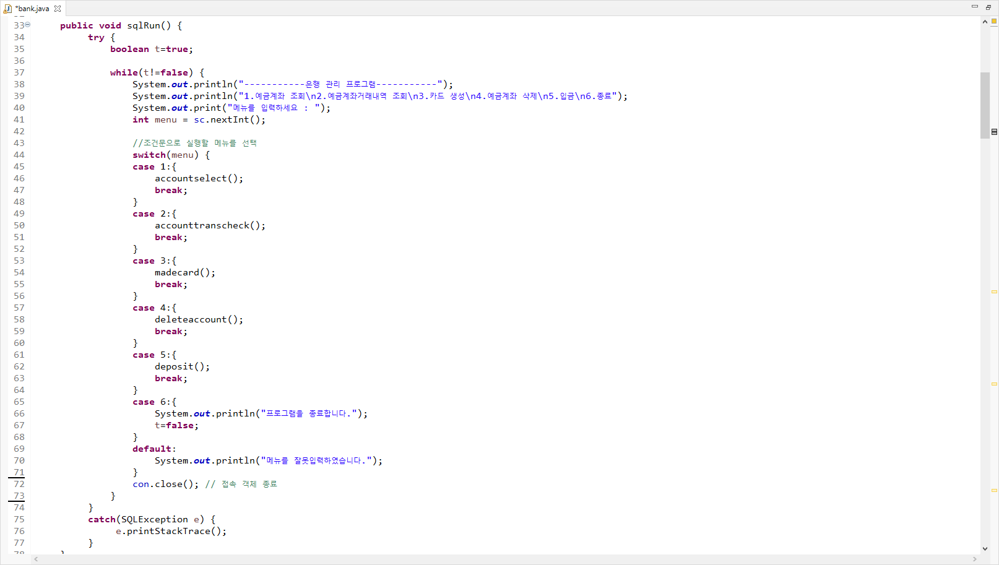 *bank.java
33 public void sqlRun() {
34 try {
35 boolean t=true;
36
37 while(t!=false) {
38 System.out.println("-----------은행 관리 프로그램-----------");
39 System.out.println("1.예금계좌 조회\n2.예금계좌거래내역 조회\n3.카드 생성\n4.예금계좌 삭제\n5.입금\n6.종료");
40 System.out.print("메뉴를 입력하세요 : ");
41 int menu = sc.nextInt();
42
43 //조건문으로 실행할 메뉴를 선택
44 switch(menu) {
45 case 1:{
46 accountselect();
47 break;
48 }
49 case 2:{
50 accounttranscheck();
51 break;
52 }
53 case 3:{
54 madecard();
55 break;
56 }
57 case 4:{
58 deleteaccount();
59 break;
60 }
61 case 5:{
62 deposit();
63 break;
64 }
65 case 6:{
66 System.out.println("프로그램을 종료합니다.");
67 t=false;
68 }
69 default:
70 System.out.println("메뉴를 잘못입력하였습니다.");
71 }
72 con.close(); // 접속 객체 종료
73 }
74 }
75 catch(SQLException e) {
76 e.printStackTrace();
77 }